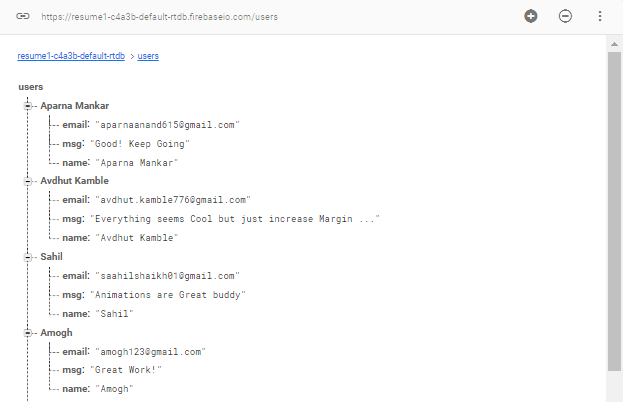 https://resume1-c4a3b-default-rtdb.firebaseio.com/users
resume1-c4a3b-default-rtdb > users
users
Aparna Mankar
email: "aparnaanand615@gmail.com"
msg: "Good! Keep Going"
name: "Aparna Mankar"
Avdhut Kamble
email: "avdhut.kamble776@gmail.com"
msg: "Everything seems Cool but just increase Margin ..."
name: "Avdhut Kamble"
Sahil
email: "saahilshaikh01@gmail.com"
msg: "Animations are Great buddy"
name: "Sahil"
Amogh
email: "amogh123@gmail.com"
msg: "Great Work!"
name: "Amogh"